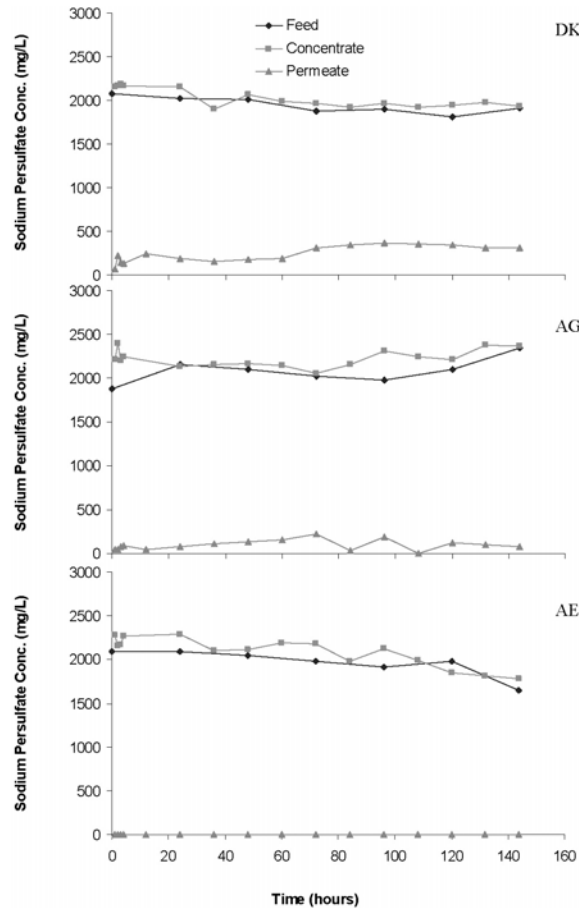 Feed
Concentrate
Permeate
DK
Sodium Persulfate Conc. (mg/L)
3000
2500
2000
1500
1000
500
0
AG
Sodium Persulfate Conc. (mg/L)
3000
2500
2000
1500
1000
500
0
AE
Sodium Persulfate Conc. (mg/L)
3000
2500
2000
1500
1000
500
0
0 20 40 60 80 100 120 140 160
Time (hours)